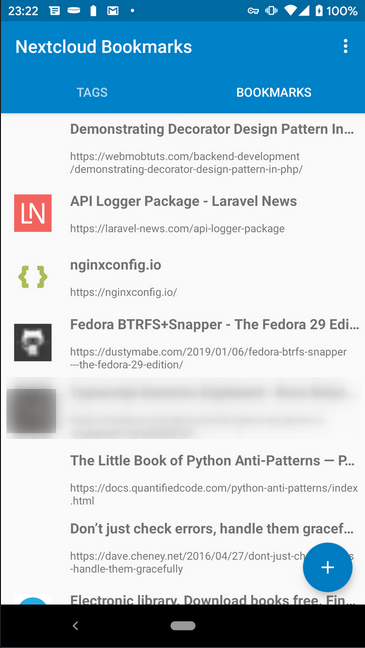 23:22
100%
Nextcloud Bookmarks
TAGS
BOOKMARKS
Demonstrating Decorator Design Pattern In…
https://webmobtuts.com/backend-development
/demonstrating-decorator-design-pattern-in-php/
LN
API Logger Package - Laravel News
https://laravel-news.com/api-logger-package
nginxconfig.io
https://nginxconfig.io/
Fedora BTRFS+Snapper - The Fedora 29 Edi…
https://dustymabe.com/2019/01/06/fedora-btrfs-snapper
---the-fedora-29-edition/
The Little Book of Python Anti-Patterns — P…
https://docs.quantifiedcode.com/python-anti-patterns/index
.html
Don’t just check errors, handle them gracef…
https://dave.cheney.net/2016/04/27/dont-just-ch
-handle-them-gracefully
Electronic library. Download books free. Fin…